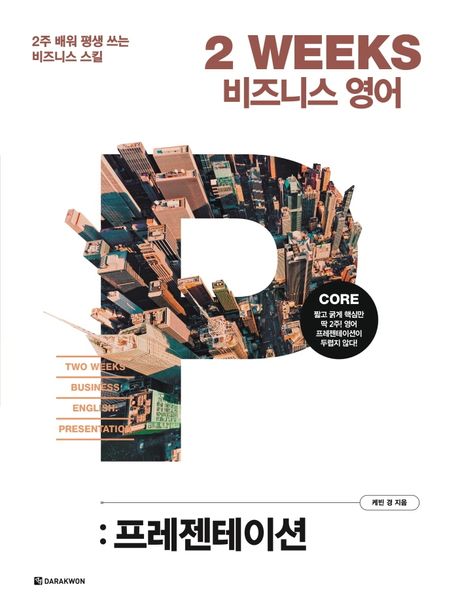 2주 배워 평생 쓰는
비즈니스 스킬
2 WEEKS
비즈니스 영어
CORE
짧고 굵게 핵심만
딱 2주! 영어
프레젠테이션이
두렵지 않다!
TWO WEEKS
BUSINESS
ENGLISH:
PRESENTATION
케빈 경 지음
: 프레젠테이션
DARAKWON